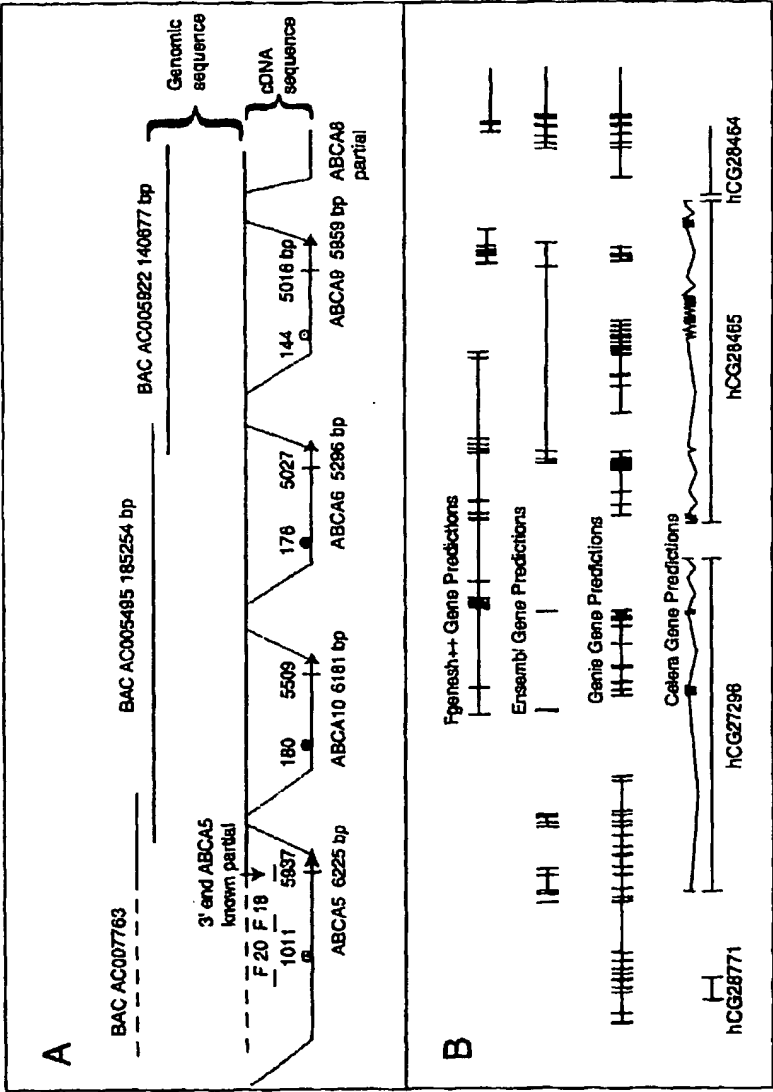 A
BAC AC007763
BAC AC005495 185254 bp
BAC AC005922 140677 bp
Genomic
sequence
3' end ABCA5
known partial
F 20 F 18
cDNA
sequence
1011 5937
ABCA5 6225 bp
180 5509
ABCA10 6181 bp
176 5027
ABCA6 5296 bp
144 5016 bp
ABCA9 5859 bp
ABCA8
partial
B
Fgenesh++ Gene Predictions
Ensembl Gene Predictions
Genie Gene Predictions
Celera Gene Predictions
hCG28771
hCG27298
hCG28465
hCG28464